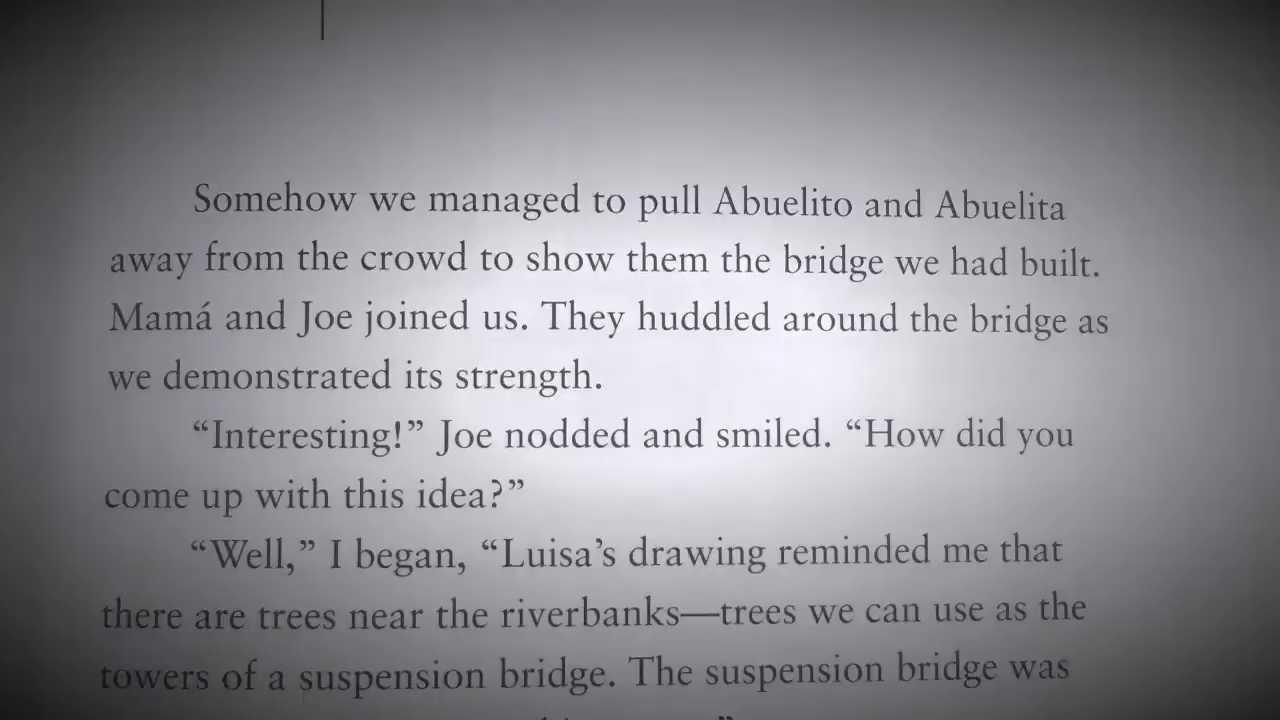 Somehow we managed to pull Abuelito and Abuelita
away from the crowd to show them the bridge we had built.
Mamá and Joe joined us. They huddled around the bridge as
we demonstrated its strength.
“Interesting!” Joe nodded and smiled. “How did you
come up with this idea?”
“Well,” I began, “Luisa’s drawing reminded me that
there are trees near the riverbanks—trees we can use as the
towers of a suspension bridge. The suspension bridge was